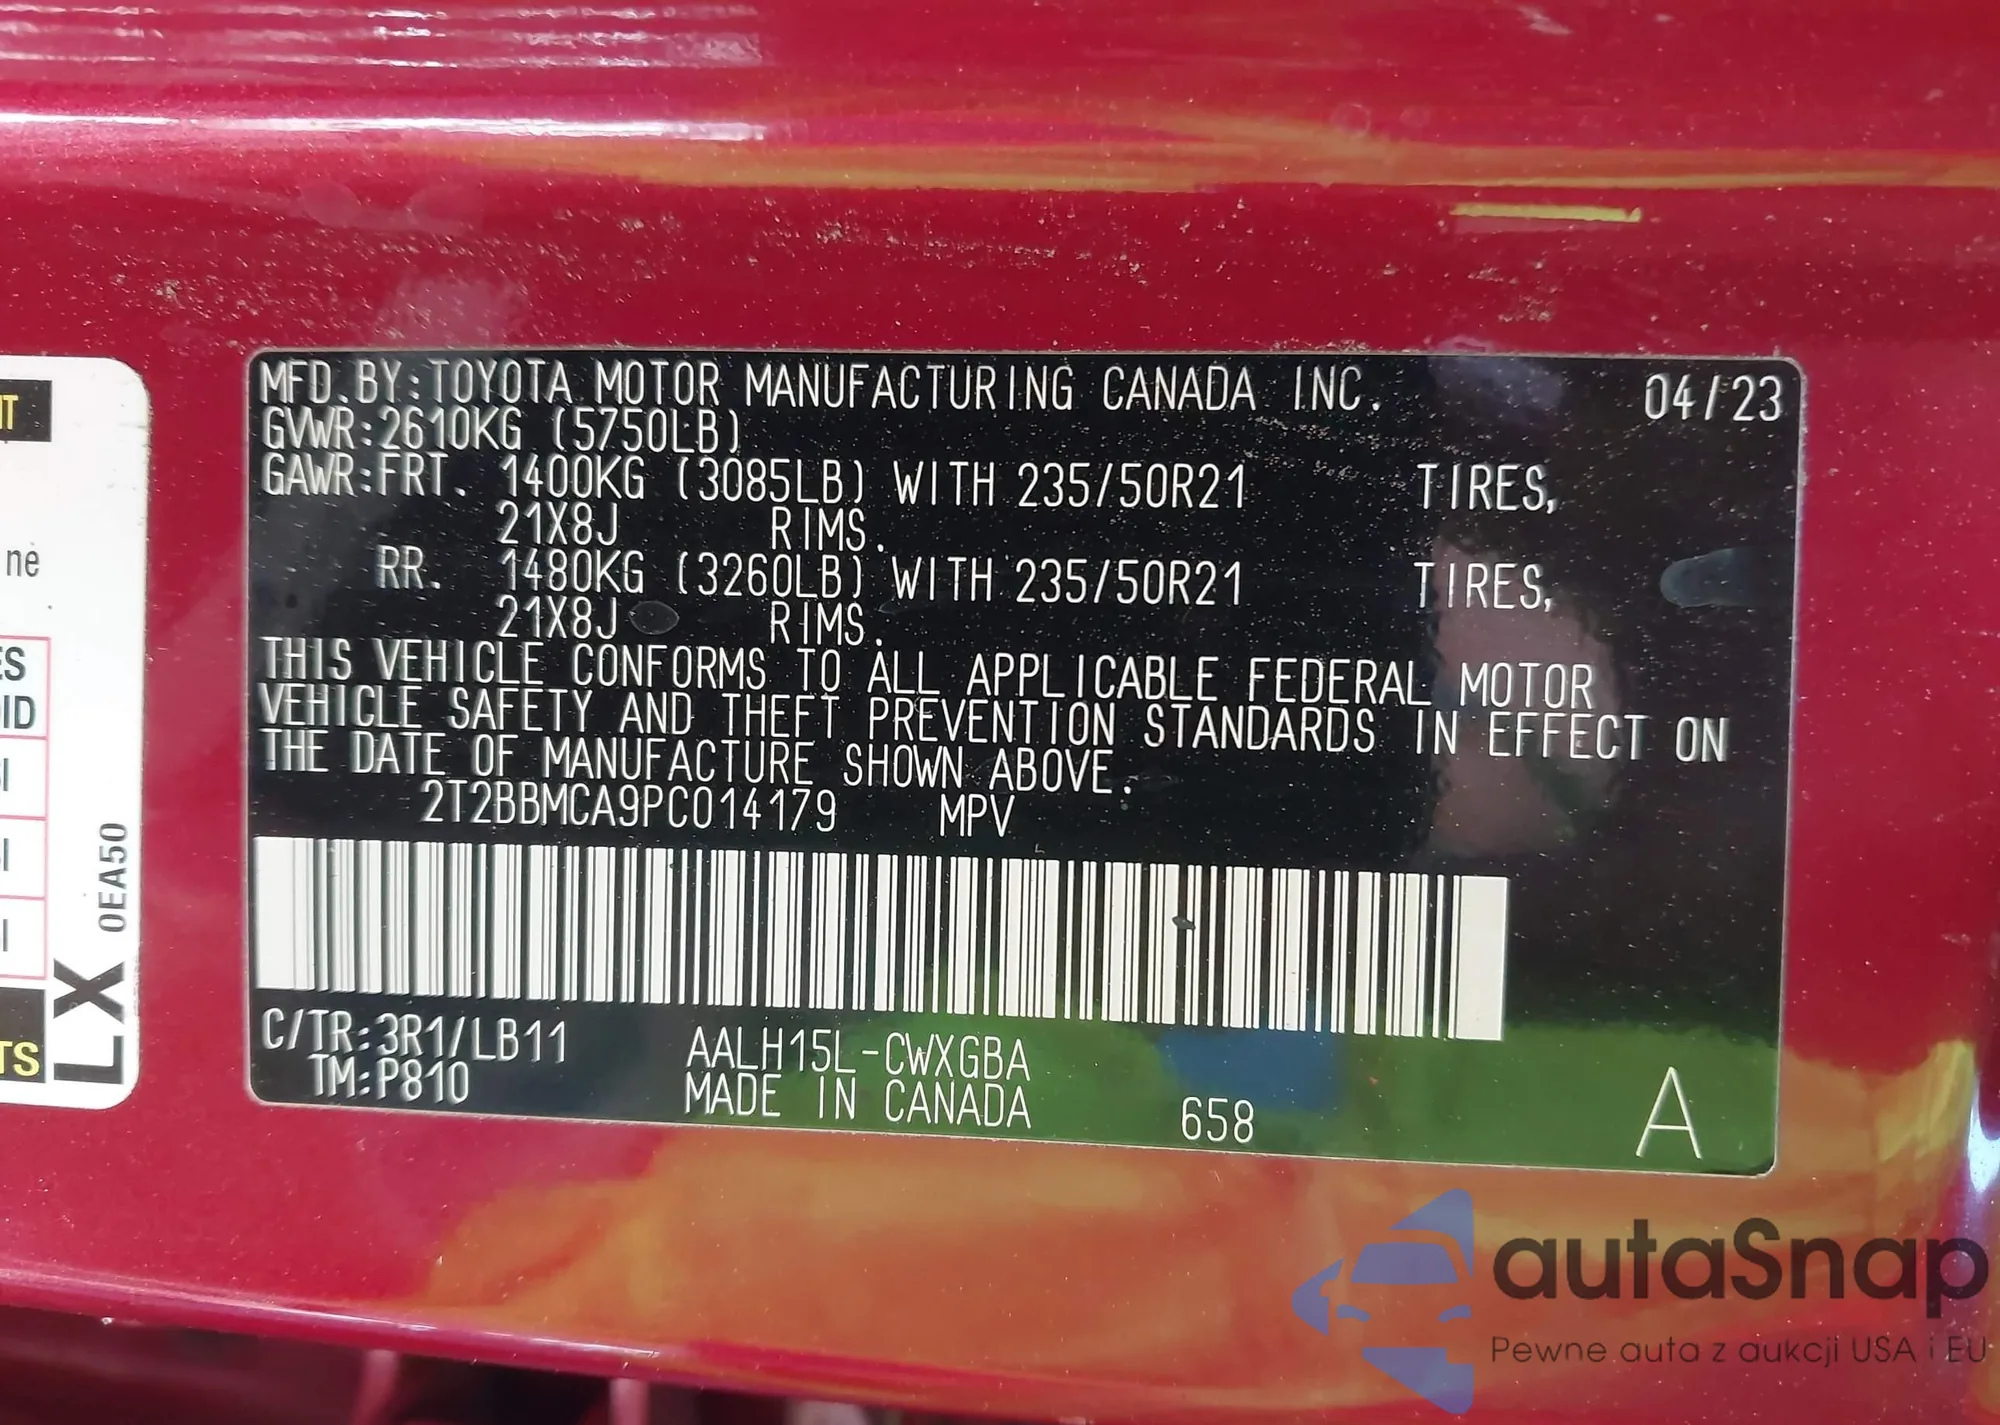 MFD.BY:TOYOTA MOTOR MANUFACTURING CANADA INC. 04/23
GVWR:2610KG (5750LB)
GAWR:FRT. 1400KG (3085LB) WITH 235/50R21 TIRES,
21X8J RIMS.
RR. 1480KG (3260LB) WITH 235/50R21 TIRES,
21X8J RIMS.
THIS VEHICLE CONFORMS TO ALL APPLICABLE FEDERAL MOTOR
VEHICLE SAFETY AND THEFT PREVENTION STANDARDS IN EFFECT ON
THE DATE OF MANUFACTURE SHOWN ABOVE.
2T2BBMCA9PC014179 MPV
C/TR:3R1/LB11 AALH15L-CWXGBA
TM:P810 MADE IN CANADA 658 A
né
LX 0EA50
autaSnap
Pewne auta z aukcji USA i EU